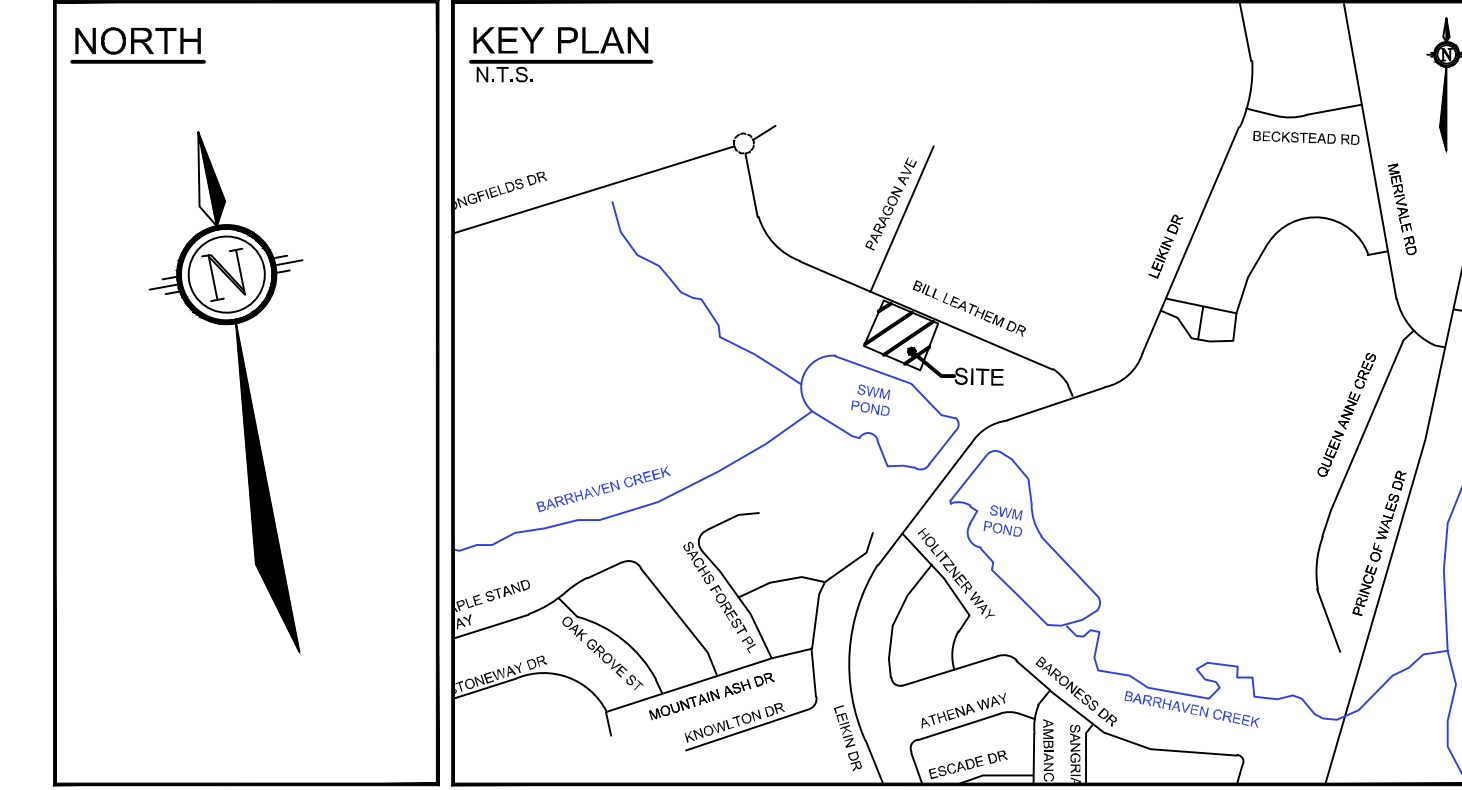 NORTH
N
KEY PLAN
N.T.S.
N
BECKSTEAD RD
MERIVALE RD
ONGFIELDS DR
PARAGON AVE
LEIKIN DR
BILL LEATHEM DR
SITE
SWM
POND
QUEEN ANNE CRES
PRINCE OF WALES DR
BARRHAVEN CREEK
SWM
POND
HOLITZNER WAY
SACHS FOREST PL
APLE STAND
AY
OAK GROVE ST
STONEWAY DR
MOUNTAIN ASH DR
KNOWLTON DR
LEIKIN DR
BARONESS DR
ATHENA WAY
BARRHAVEN CREEK
ESCADE DR
AMBIANC
SANGRIA